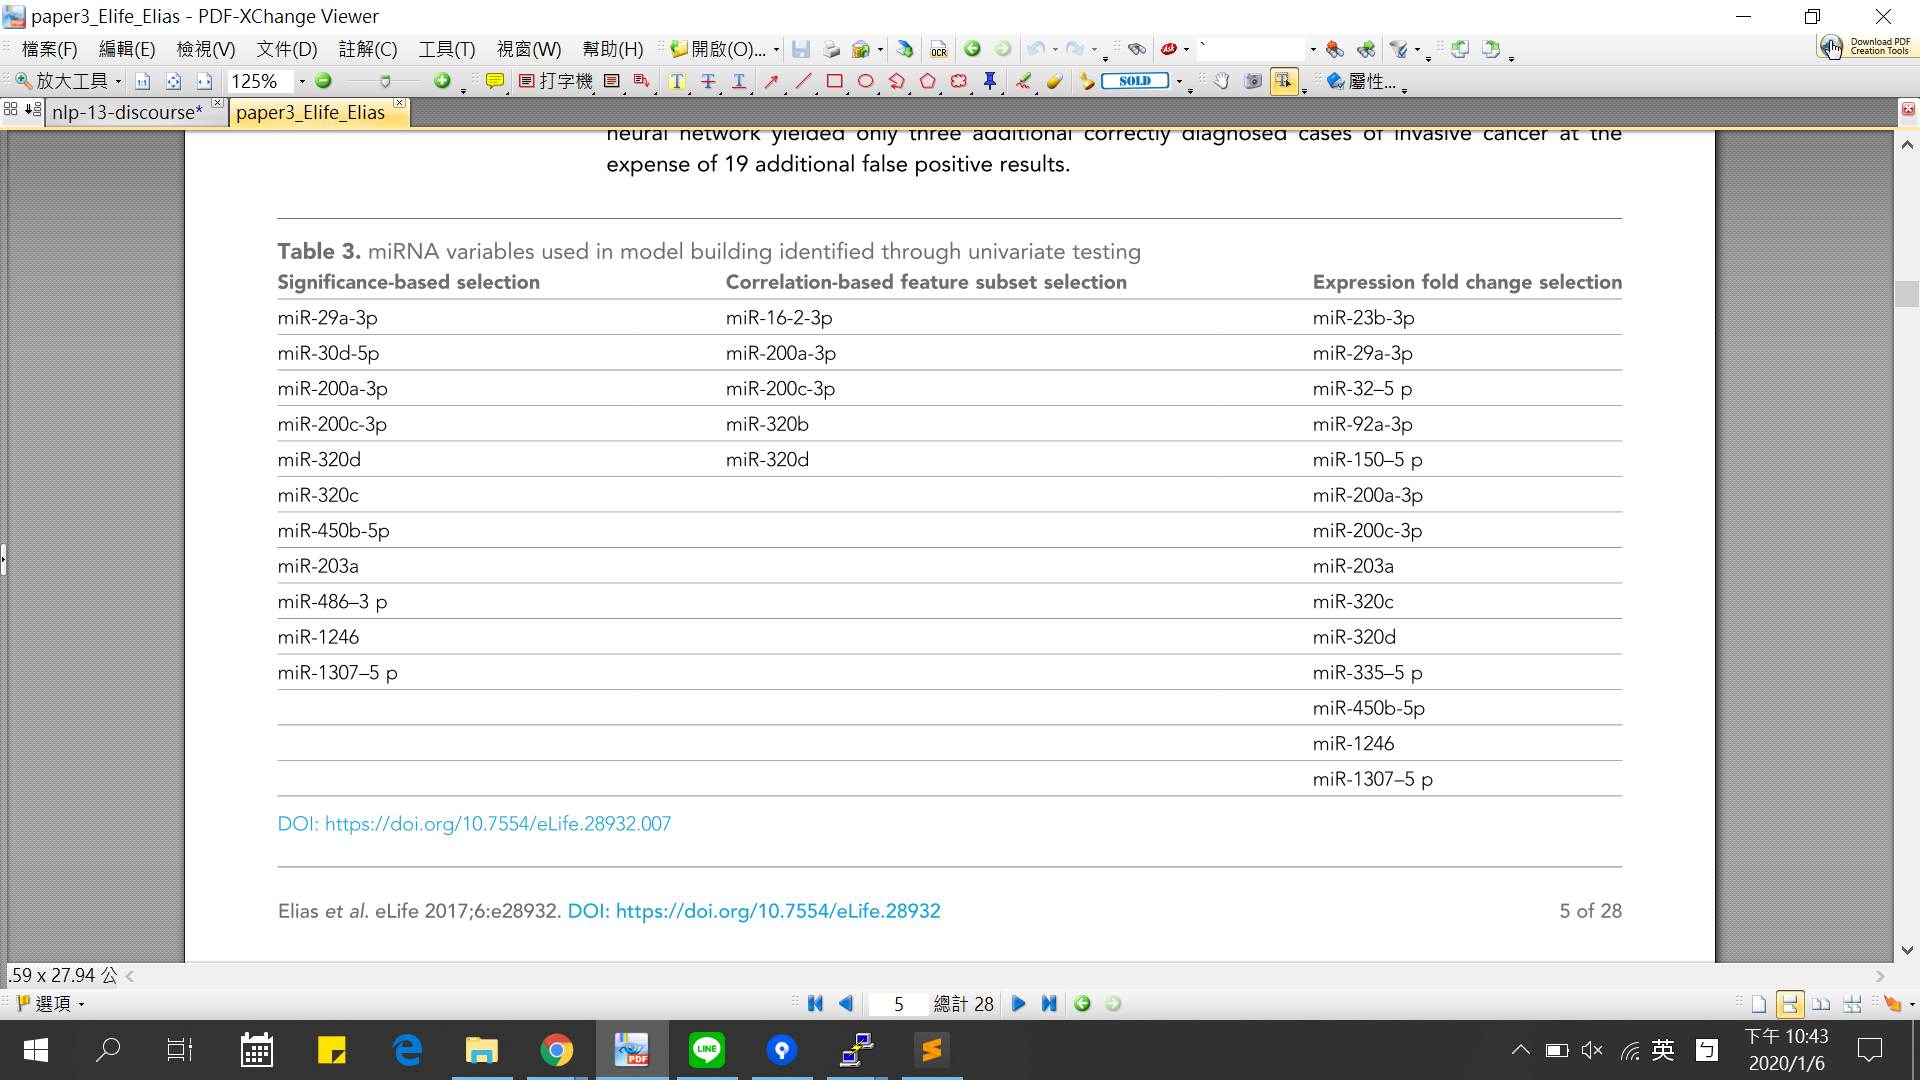 paper3_Elife_Elias - PDF-XChange Viewer
檔案(F) 編輯(E) 檢視(V) 文件(D) 註解(C) 工具(T) 視窗(W) 幫助(H) 開啟(O)... OCR ask `
Download PDF
Creation Tools
放大工具 125% 打字機 SOLD 屬性...
nlp-13-discourse* paper3_Elife_Elias
neural network yielded only three additional correctly diagnosed cases of invasive cancer at the
expense of 19 additional false positive results.
Table 3. miRNA variables used in model building identified through univariate testing
Significance-based selection Correlation-based feature subset selection Expression fold change selection
miR-29a-3p miR-16-2-3p miR-23b-3p
miR-30d-5p miR-200a-3p miR-29a-3p
miR-200a-3p miR-200c-3p miR-32–5 p
miR-200c-3p miR-320b miR-92a-3p
miR-320d miR-320d miR-150–5 p
miR-320c miR-200a-3p
miR-450b-5p miR-200c-3p
miR-203a miR-203a
miR-486–3 p miR-320c
miR-1246 miR-320d
miR-1307–5 p miR-335–5 p
miR-450b-5p
miR-1246
miR-1307–5 p
DOI: https://doi.org/10.7554/eLife.28932.007
Elias et al. eLife 2017;6:e28932. DOI: https://doi.org/10.7554/eLife.28932 5 of 28
.59 x 27.94 公
選項 5 總計 28
PDF LINE 英 ㄅ 下午 10:43
2020/1/6